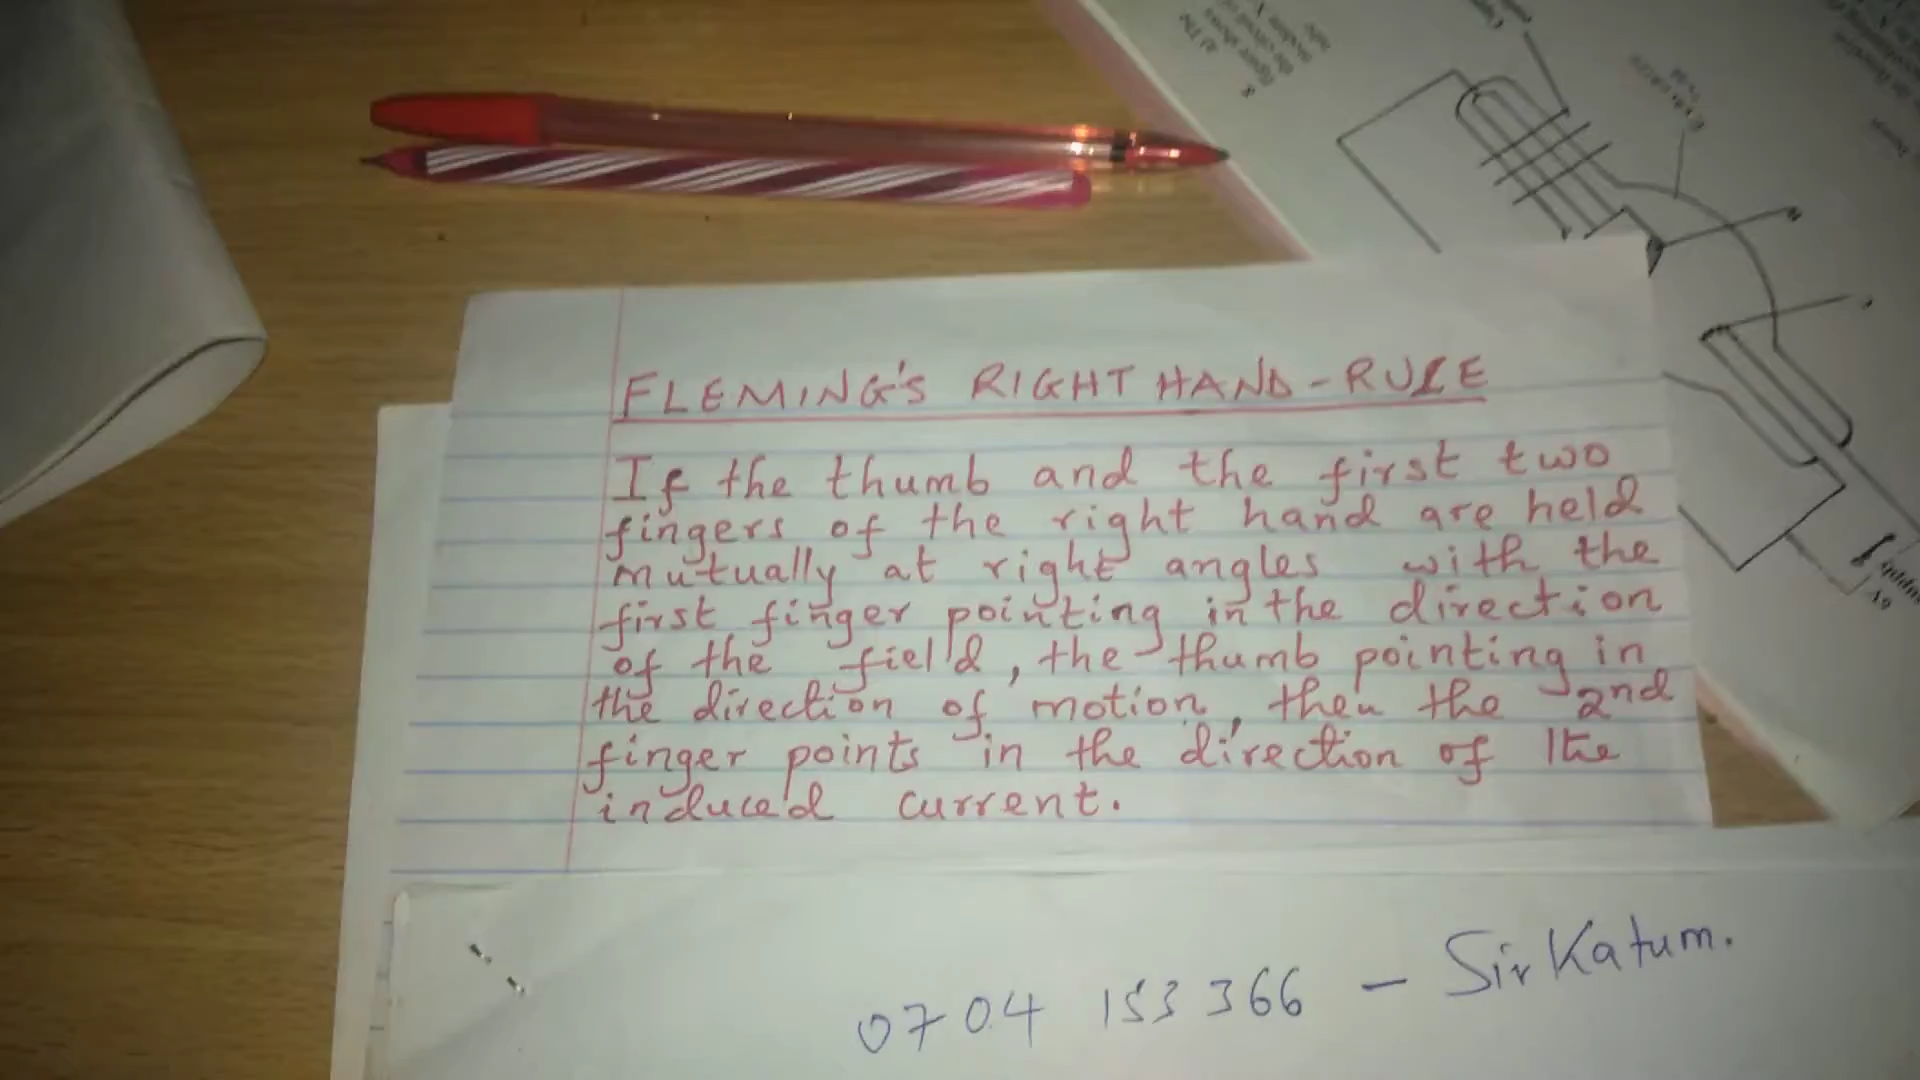 FLEMING'S RIGHT HAND-RULE
If the thumb and the first two
fingers of the right hand are held
mutually at right angles with the
first finger pointing in the direction
of the field, the thumb pointing in
the direction of motion, then the 2nd
finger points in the direction of the
induced current.
0704 153 366 - Sir Katum.